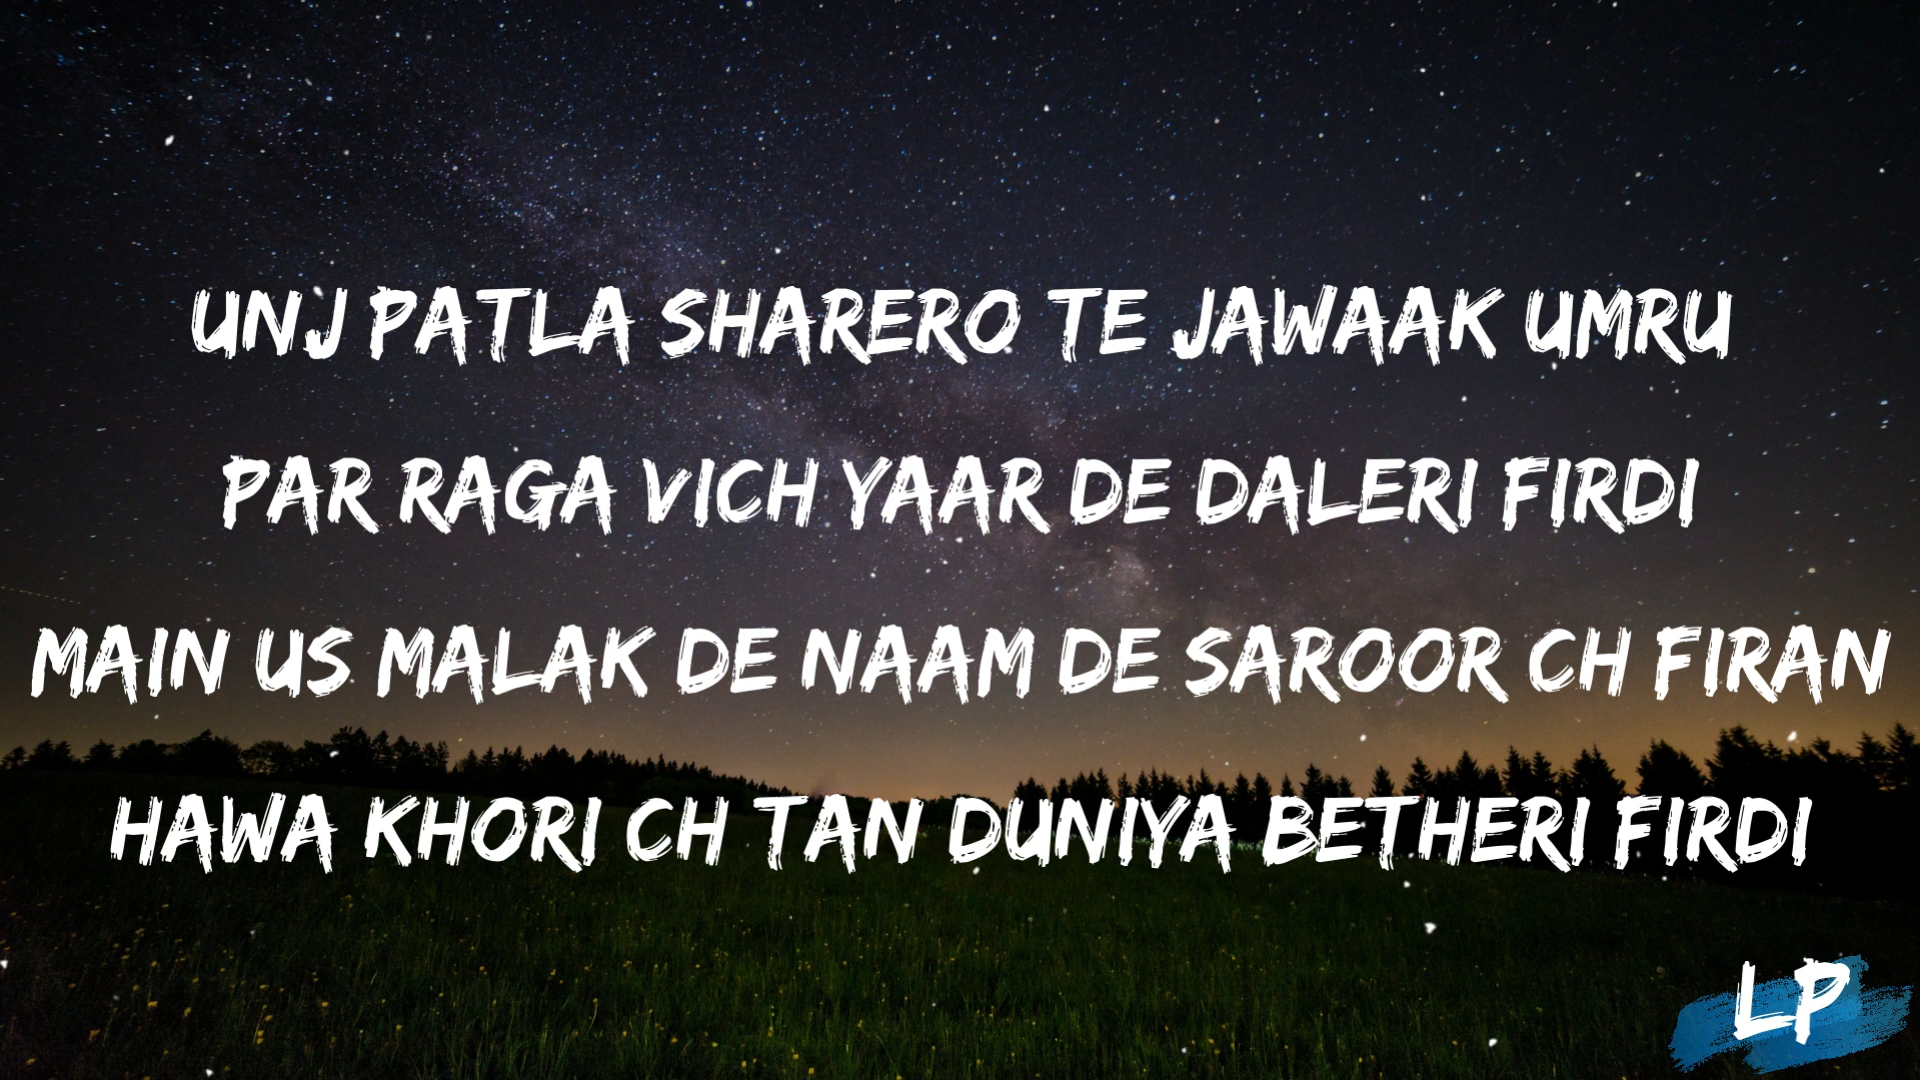 UNJ PATLA SHARERO TE JAWAAK UMRU
PAR RAGA VICH YAAR DE DALERI FIRDI
MAIN US MALAK DE NAAM DE SAROOR CH FIRAN
HAWA KHORI CH TAN DUNIYA BETHERI FIRDI
LP